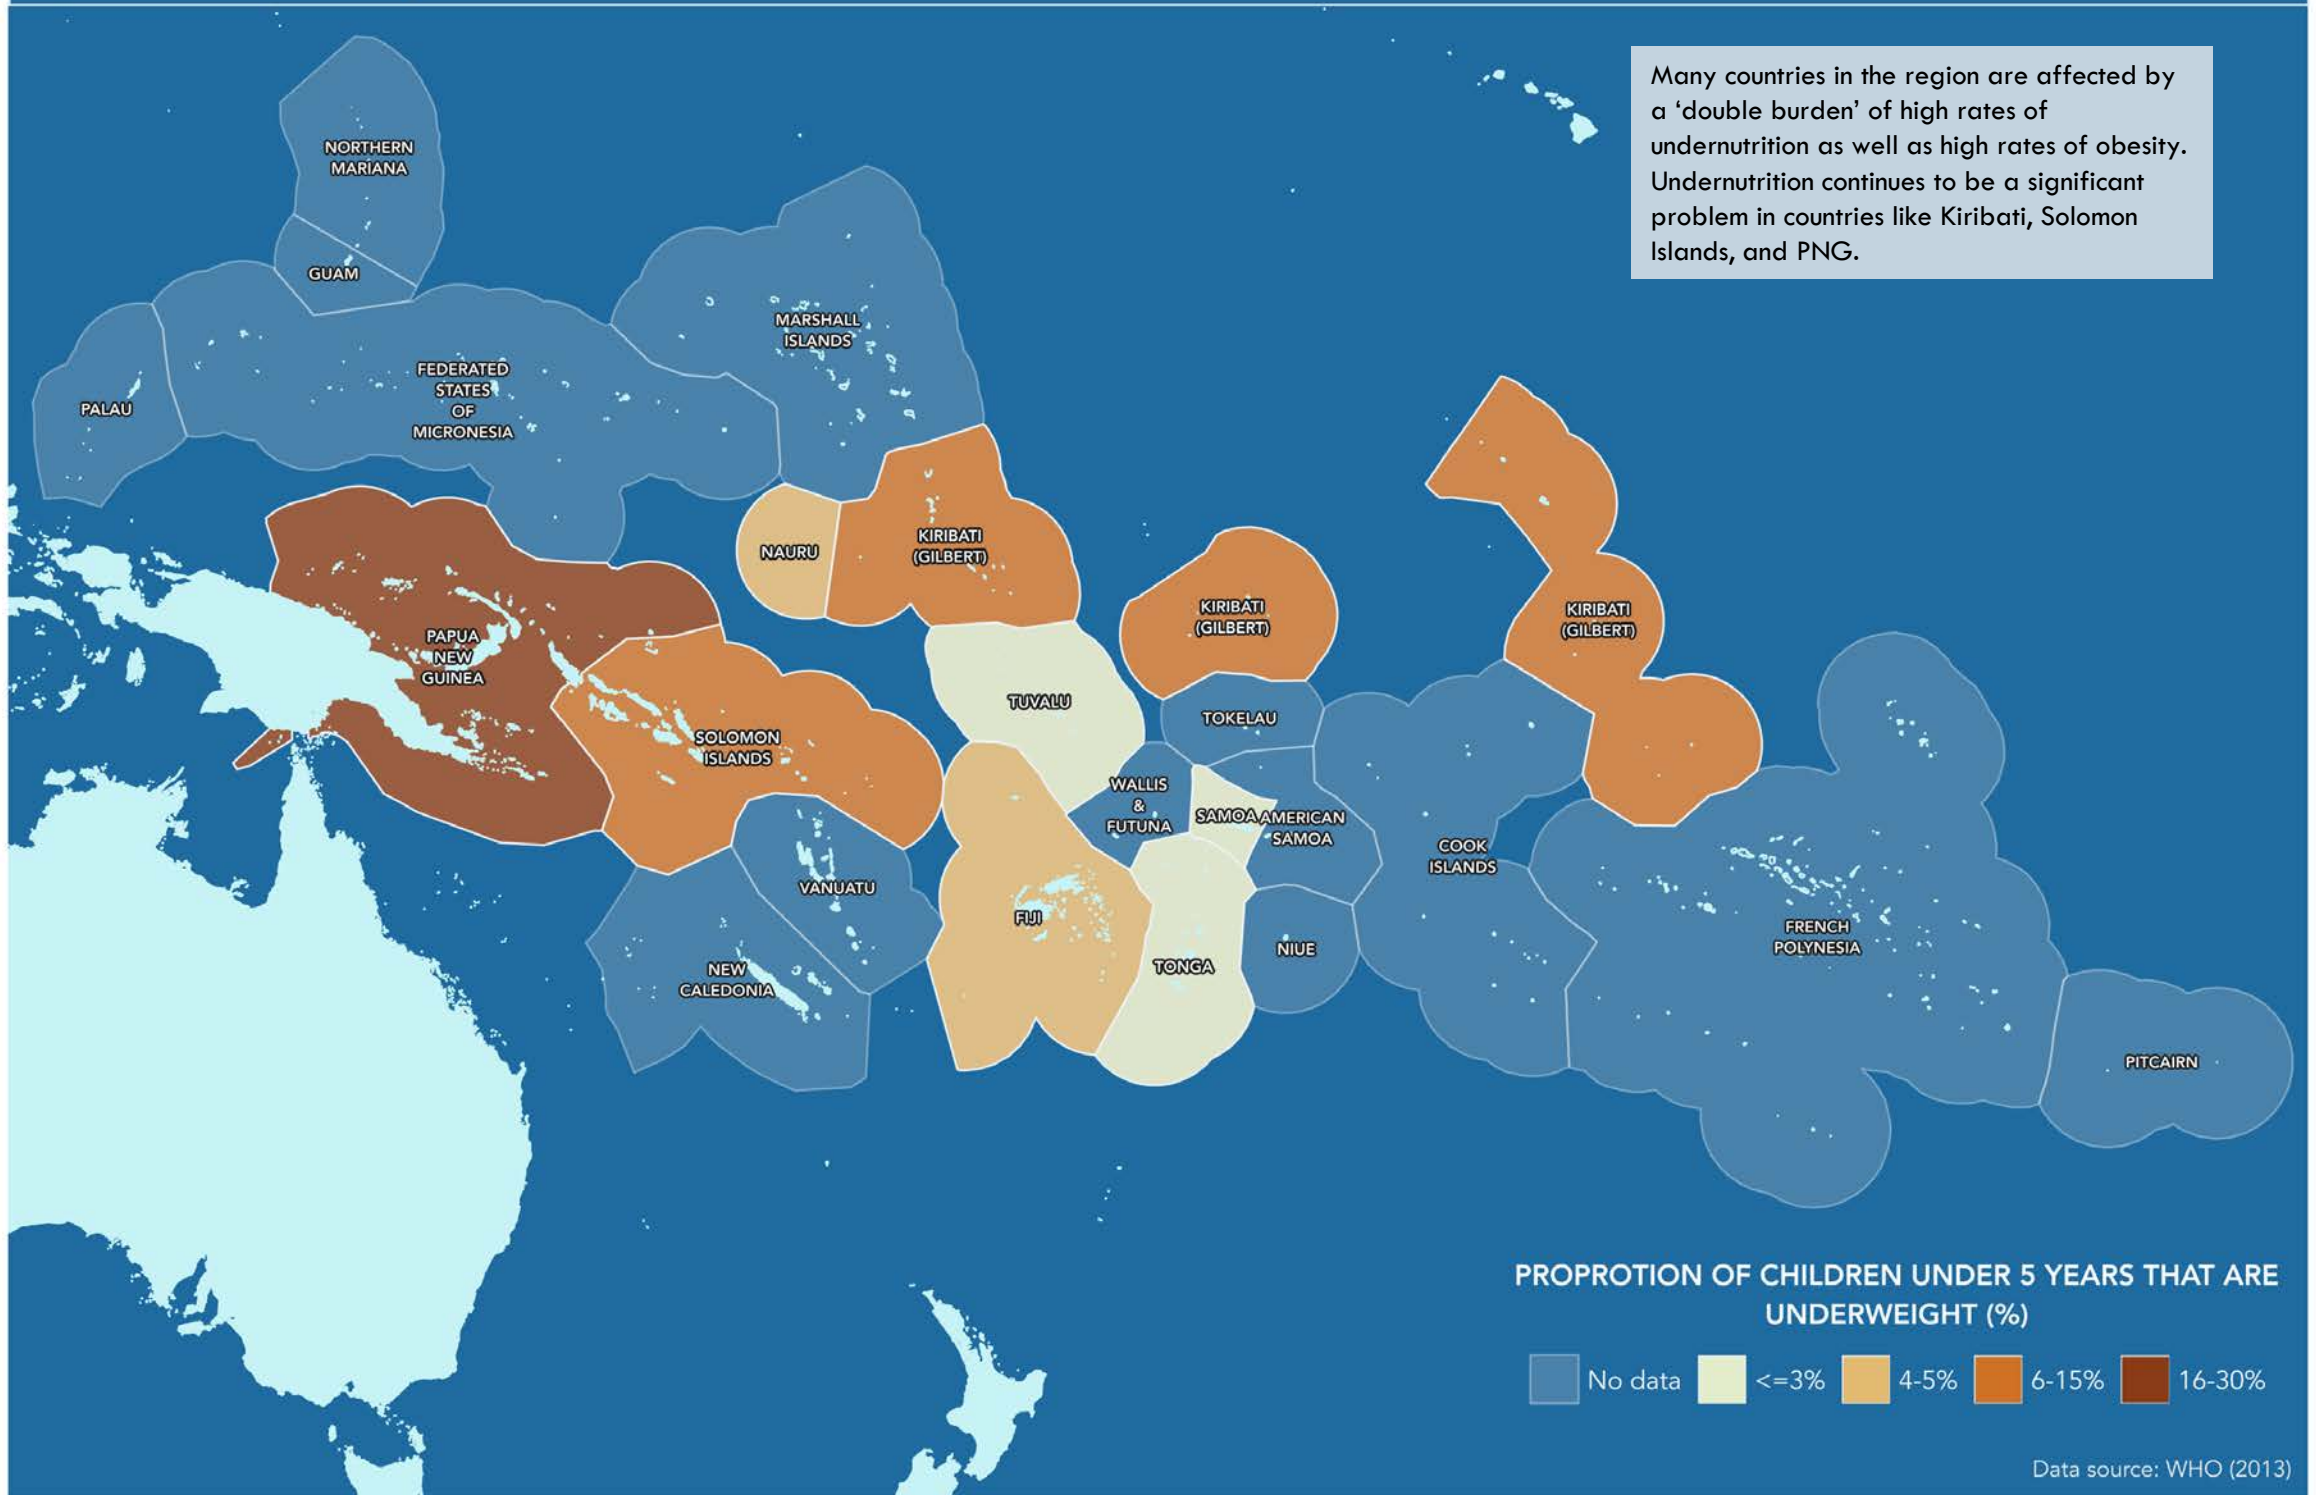 Many countries in the region are affected by
a ‘double burden’ of high rates of
undernutrition as well as high rates of obesity.
Undernutrition continues to be a significant
problem in countries like Kiribati, Solomon
Islands, and PNG.
NORTHERN
MARIANA
GUAM
MARSHALL
ISLANDS
FEDERATED
STATES
OF
MICRONESIA
PALAU
NAURU
KIRIBATI
(GILBERT)
KIRIBATI
(GILBERT)
KIRIBATI
(GILBERT)
PAPUA
NEW
GUINEA
TUVALU
TOKELAU
SOLOMON
ISLANDS
WALLIS
&
FUTUNA
SAMOA
AMERICAN
SAMOA
COOK
ISLANDS
VANUATU
FIJI
FRENCH
POLYNESIA
NIUE
TONGA
NEW
CALEDONIA
PITCAIRN
PROPROTION OF CHILDREN UNDER 5 YEARS THAT ARE
UNDERWEIGHT (%)
No data <=3% 4-5% 6-15% 16-30%
Data source: WHO (2013)